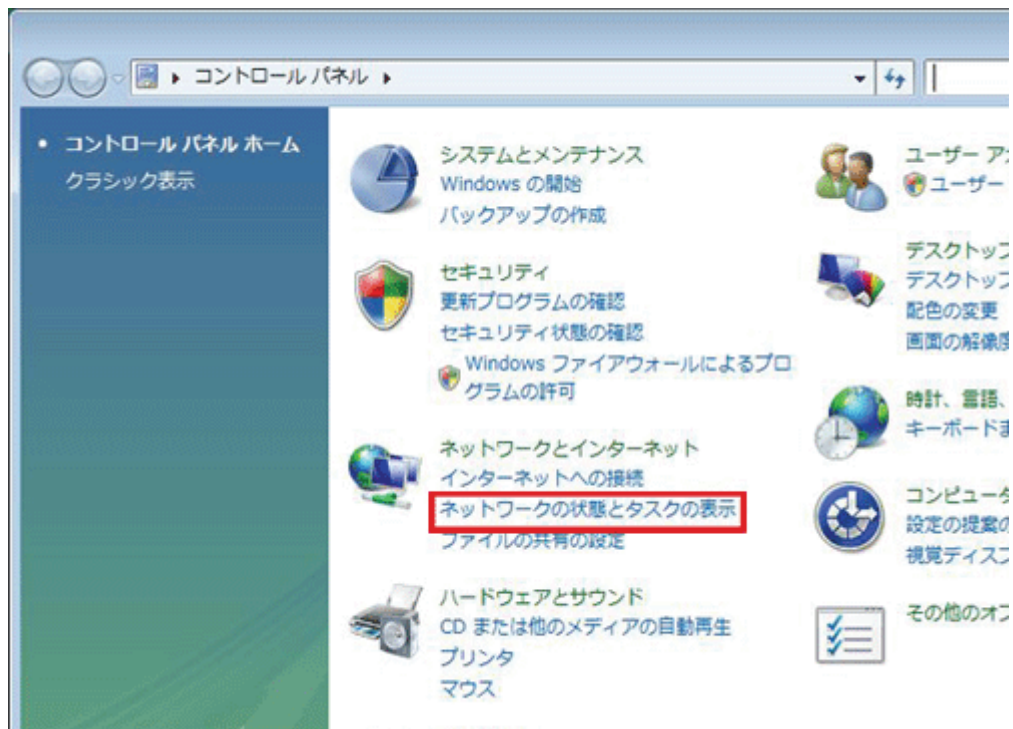 コントロール パネル
コントロール パネル ホーム
クラシック表示
システムとメンテナンス
Windows の開始
バックアップの作成
セキュリティ
更新プログラムの確認
セキュリティ状態の確認
Windows ファイアウォールによるプロ
グラムの許可
ネットワークとインターネット
インターネットへの接続
ネットワークの状態とタスクの表示
ファイルの共有の設定
ハードウェアとサウンド
CD または他のメディアの自動再生
プリンタ
マウス
ユーザー
ユーザー
デスクトップ
デスクトップ
配色の変更
画面の解像度
時計、言語、
キーボードま
コンピュータ
設定の提案の
視覚ディスプ
その他のオプ